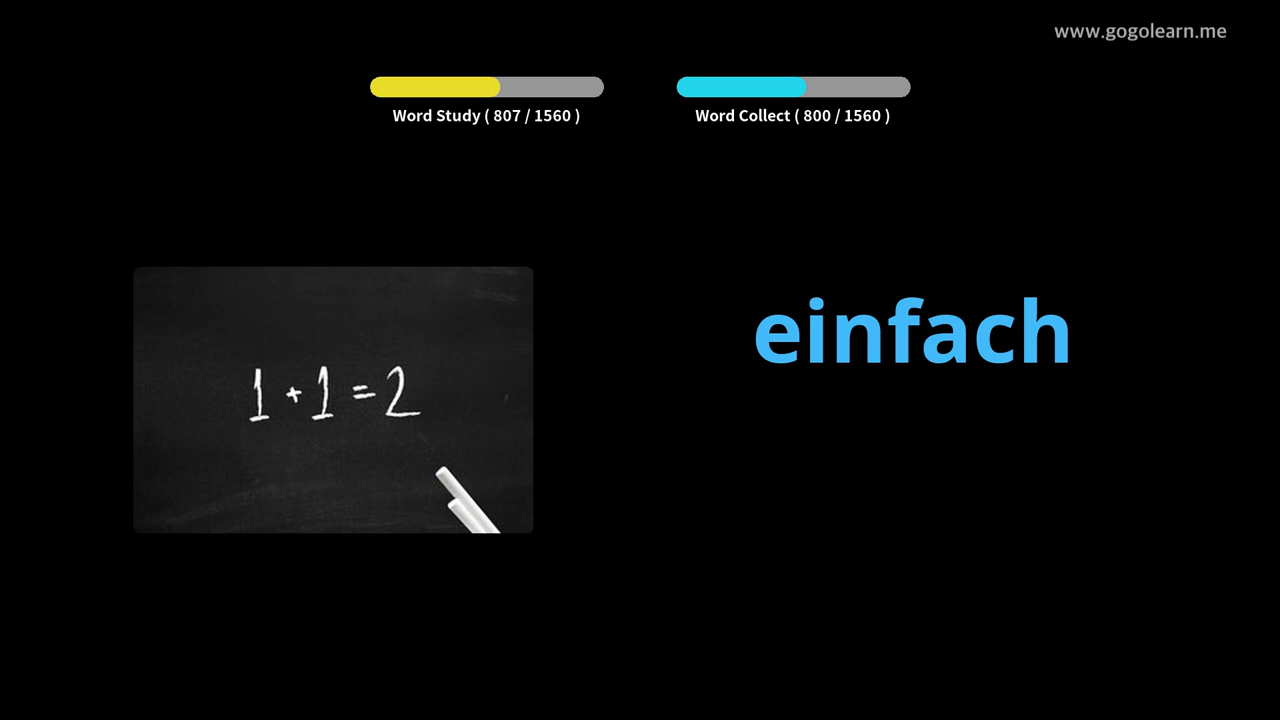 www.gogolearn.me
Word Study ( 807 / 1560 )
Word Collect ( 800 / 1560 )
einfach
1 + 1 = 2